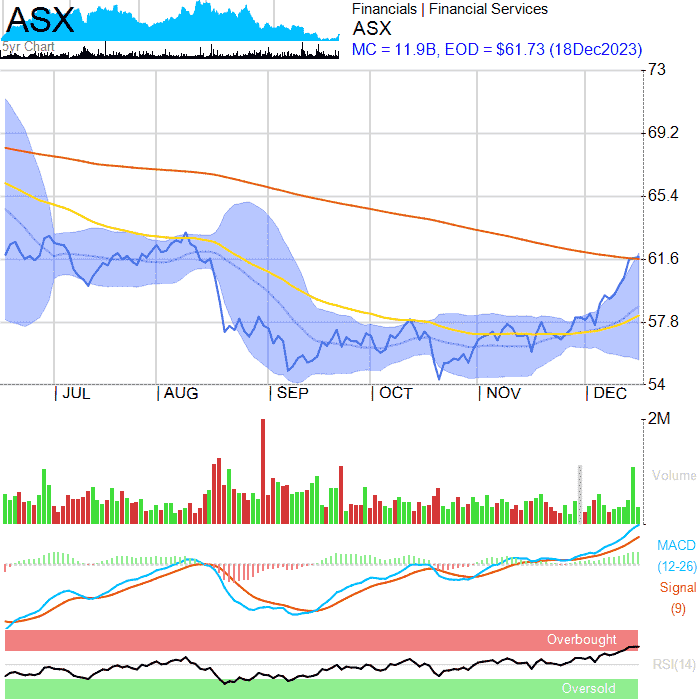 ASX
5yr Chart
Financials | Financial Services
ASX
MC = 11.9B, EOD = $61.73 (18Dec2023)
73
69.2
65.4
61.6
57.8
54
JUL AUG SEP OCT NOV DEC
2M
Volume
MACD
(12-26)
Signal
(9)
Overbought
RSI(14)
Oversold